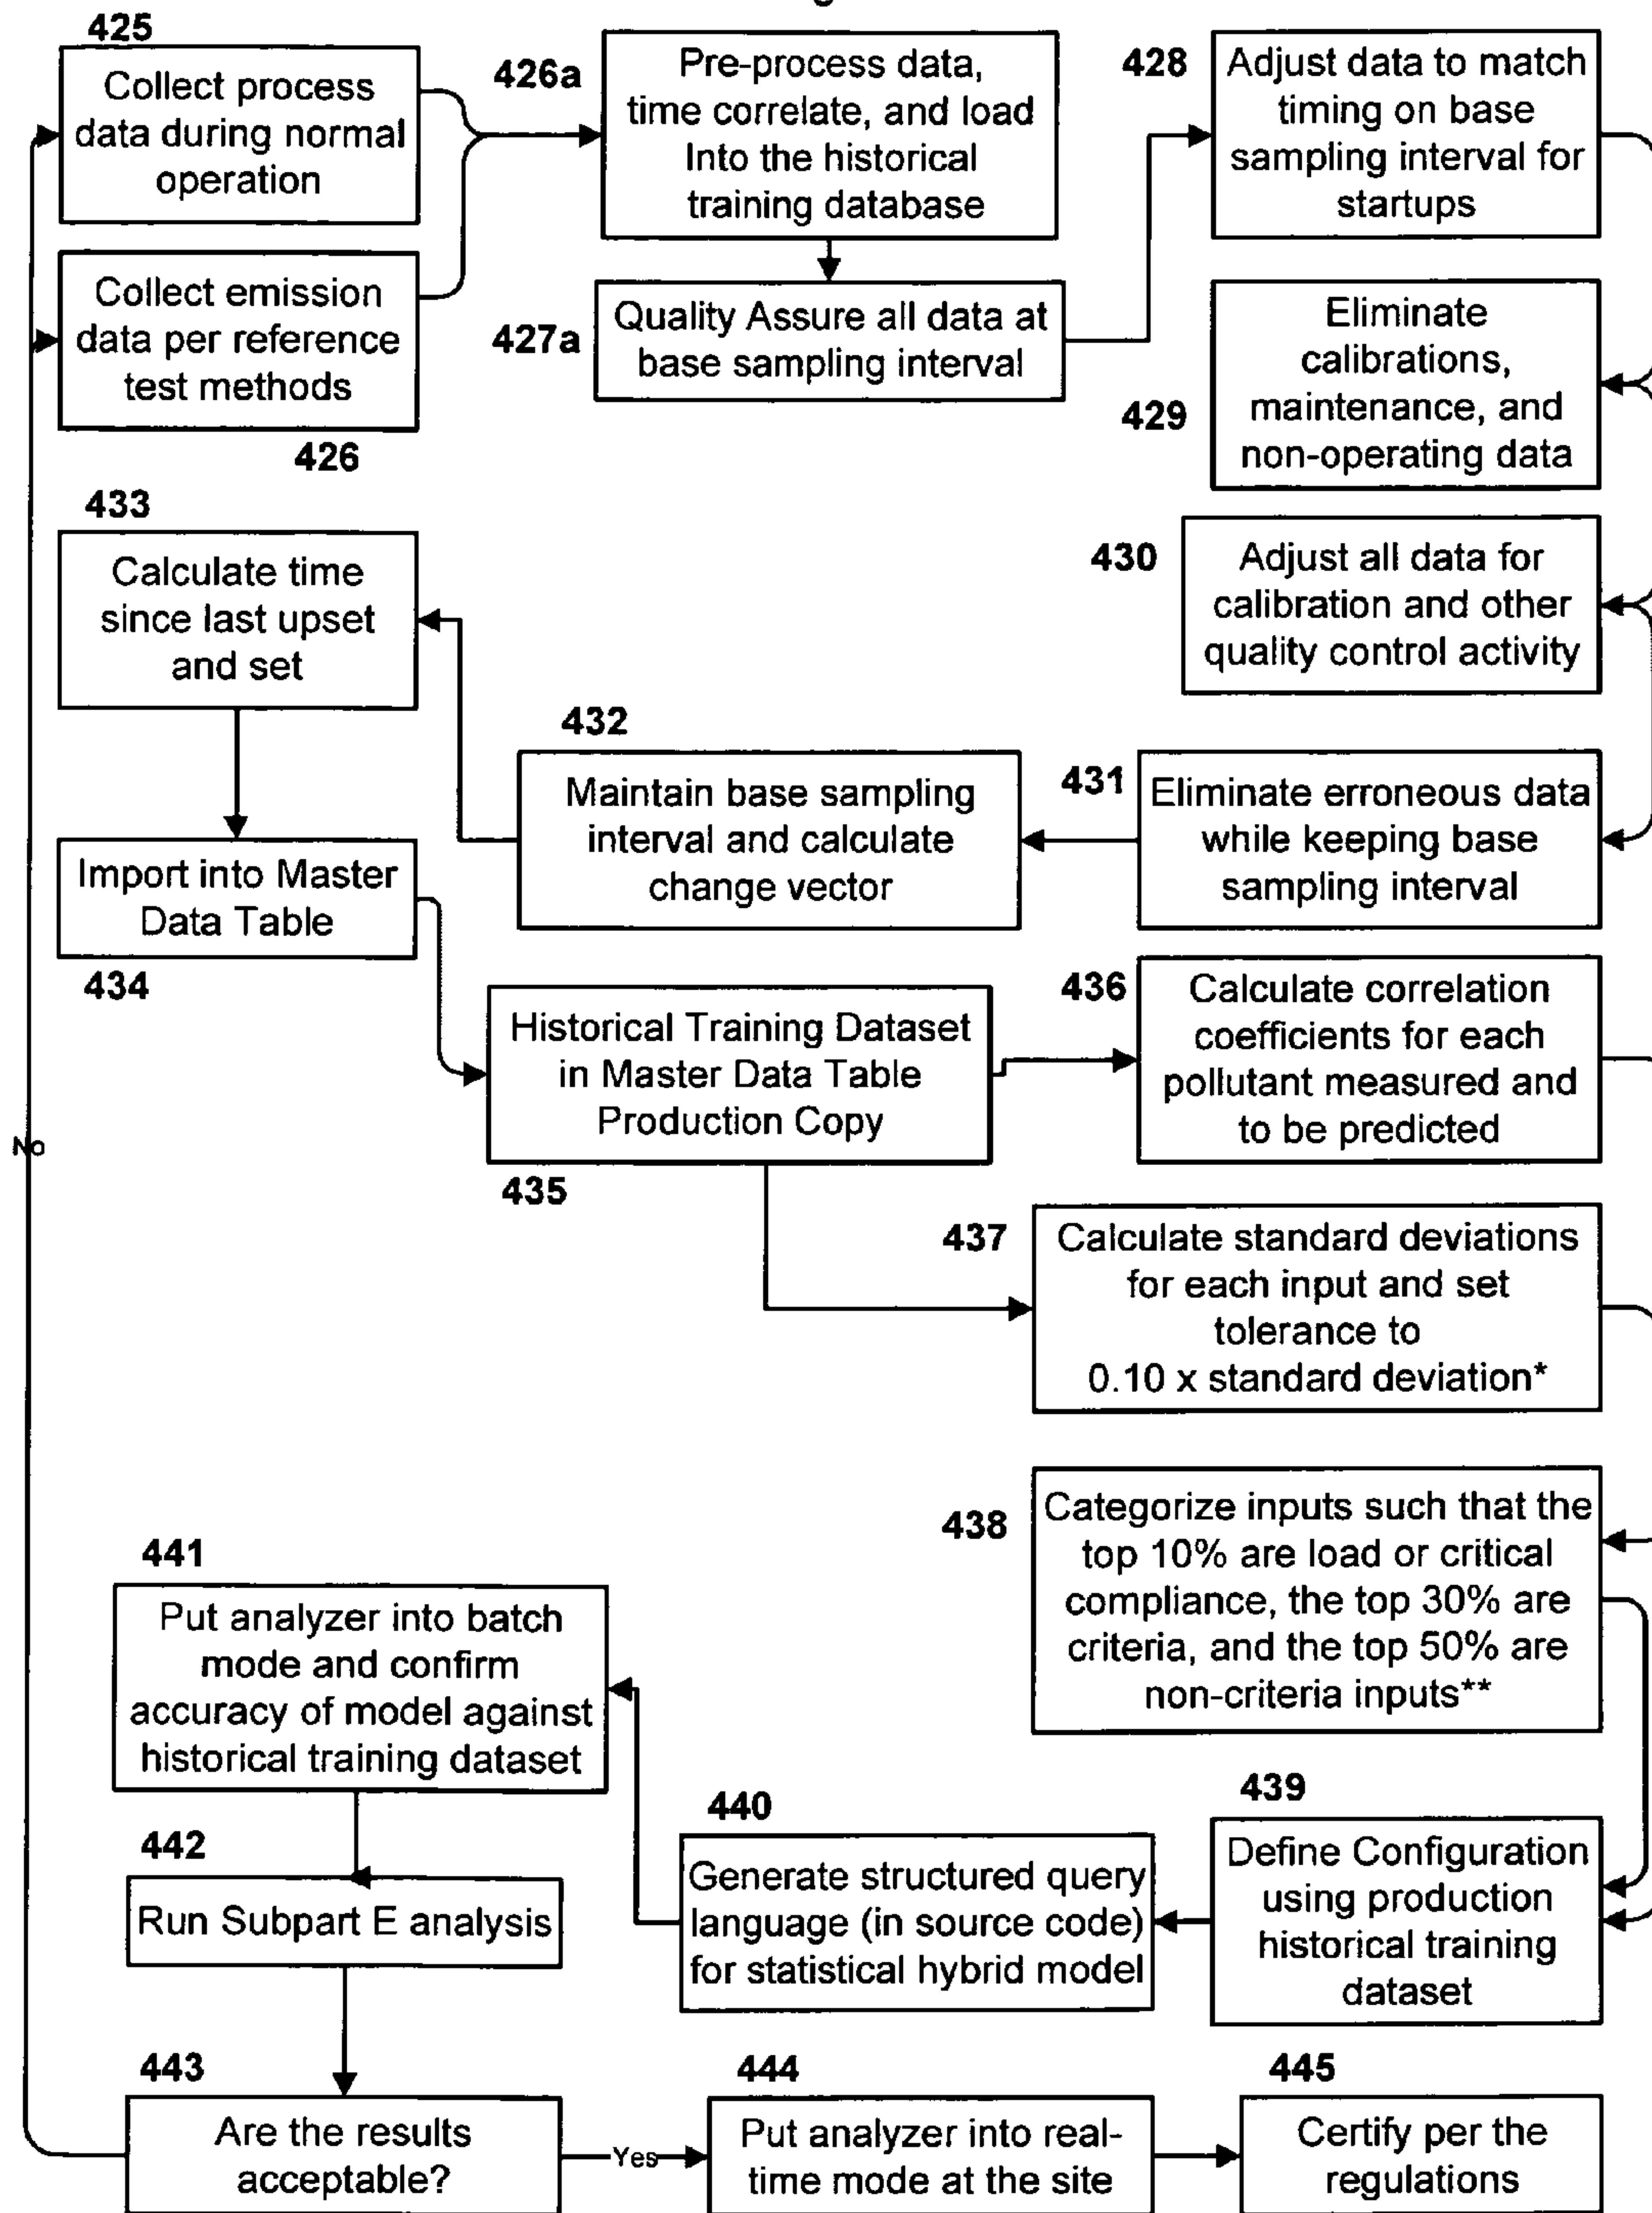 425
Collect process
data during normal
operation
426a
Pre-process data,
time correlate, and load
Into the historical
training database
428
Adjust data to match
timing on base
sampling interval for
startups
Collect emission
data per reference
test methods
426
427a
Quality Assure all data at
base sampling interval
429
Eliminate
calibrations,
maintenance, and
non-operating data
433
Calculate time
since last upset
and set
430
Adjust all data for
calibration and other
quality control activity
432
Maintain base sampling
interval and calculate
change vector
431
Eliminate erroneous data
while keeping base
sampling interval
Import into Master
Data Table
434
Historical Training Dataset
in Master Data Table
Production Copy
435
436
Calculate correlation
coefficients for each
pollutant measured and
to be predicted
No
437
Calculate standard deviations
for each input and set
tolerance to
0.10 x standard deviation*
438
Categorize inputs such that the
top 10% are load or critical
compliance, the top 30% are
criteria, and the top 50% are
non-criteria inputs**
441
Put analyzer into batch
mode and confirm
accuracy of model against
historical training dataset
440
Generate structured query
language (in source code)
for statistical hybrid model
439
Define Configuration
using production
historical training
dataset
442
Run Subpart E analysis
443
Are the results
acceptable?
Yes
444
Put analyzer into real-
time mode at the site
445
Certify per the
regulations